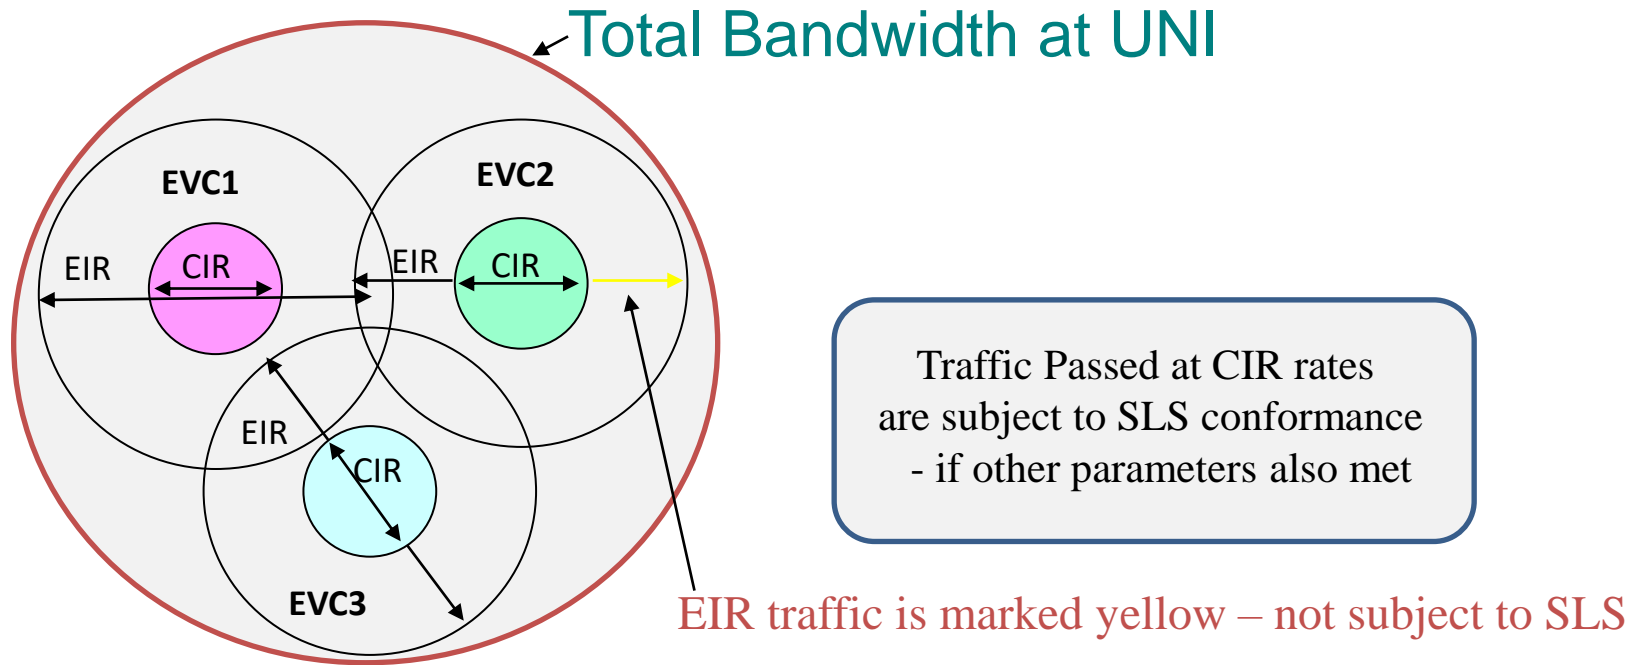 Total Bandwidth at UNI
EVC1
EVC2
EIR
CIR
EIR
CIR
EIR
CIR
EVC3
Traffic Passed at CIR rates
are subject to SLS conformance
- if other parameters also met
EIR traffic is marked yellow – not subject to SLS